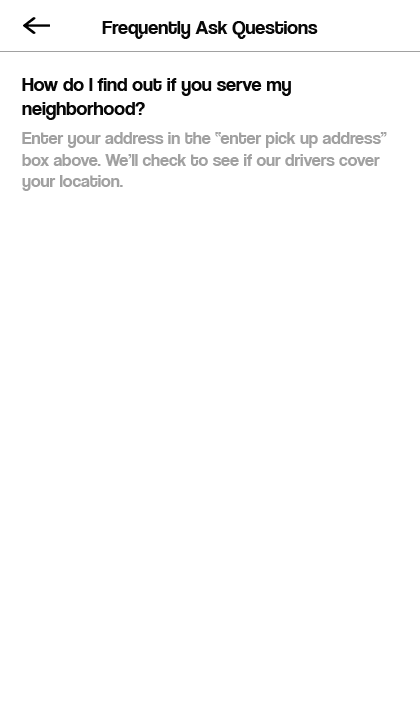 Frequently Ask Questions
How do I find out if you serve my
neighborhood?
Enter your address in the “enter pick up address”
box above. We’ll check to see if our drivers cover
your location.